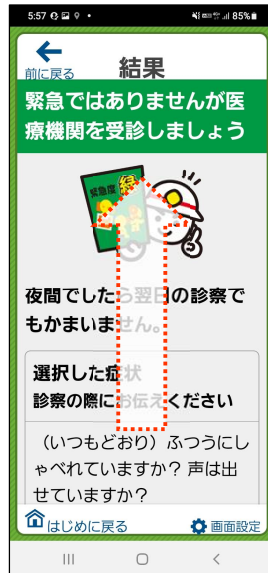 5:57
85%
前に戻る
結果
緊急ではありませんが医
療機関を受診しましょう
緊急度 緑
夜間でしたら翌日の診察で
もかまいません。
選択した症状
診察の際にお伝えください
(いつもどおり)ふつうにし
ゃべれていますか?声は出
せていますか?
はじめに戻る
画面設定